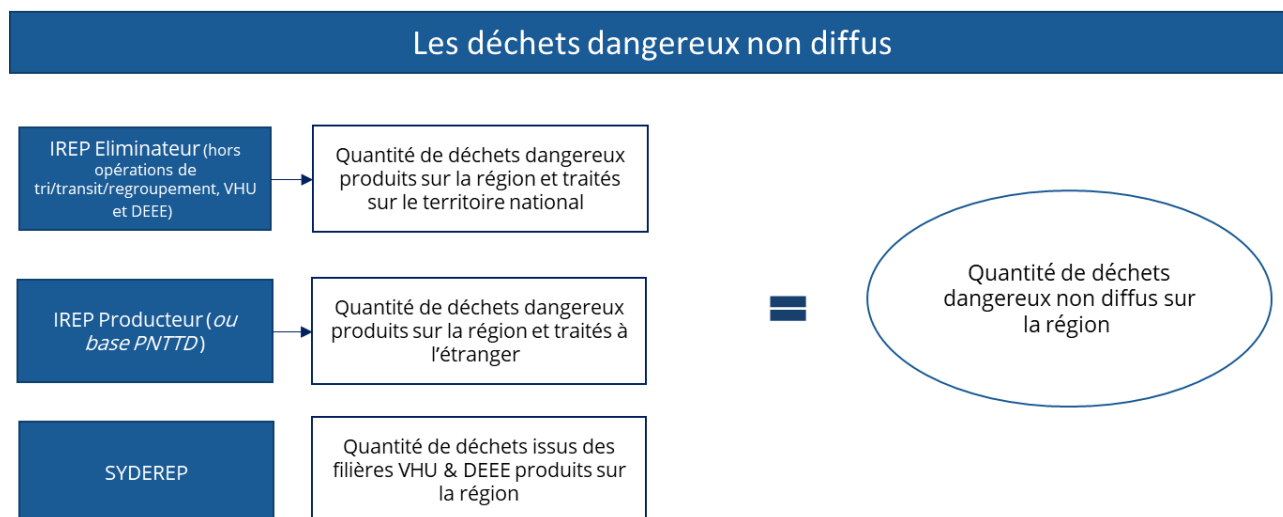 Les déchets dangereux non diffus
IREP Eliminateur (hors
opérations de
tri/transit/regroupement, VHU
et DEEE)
Quantité de déchets dangereux
produits sur la région et traités
sur le territoire national
IREP Producteur (ou
base PNTTD)
Quantité de déchets dangereux
produits sur la région et traités à
l'étranger
=
Quantité de déchets
dangereux non diffus sur
la région
SYDEREP
Quantité de déchets issus des
filières VHU & DEEE produits sur
la région